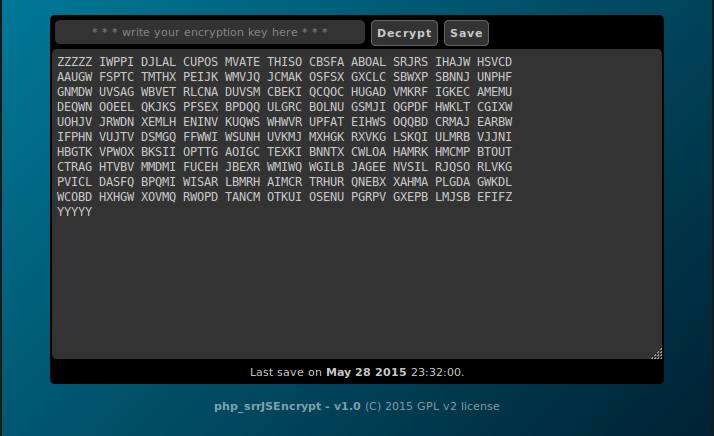 * * * write your encryption key here * * * Decrypt Save
ZZZZZ IWPPI DJLAL CUPOS MVATE THISO CBSFA ABOAL SRJRS IHAJW HSVCD
AAUGW FSPTC TMTHX PEIJK WMVJQ JCMAK OSFSX GXCLC SBWXP SBNNJ UNPHF
GNMDW UVSAG WBVET RLCNA DUVSM CBEKI QCQOC HUGAD VMKRF IGKEC AMEMU
DEQWN OOEEL QKJKS PFSEX BPDQQ ULGRC BOLNU GSMJI QGPDF HWKLT CGIXW
UOHJV JRWDN XEMLH ENINV KUQWS WHWVR UPFAT EIHWS OQQBD CRMAJ EARBW
IFPHN VUJTV DSMGQ FFWWI WSUNH UVKMJ MXHGK RXVKG LSKQI ULMRB VJJNI
HBGTK VPWOX BKSII OPTTG AOIGC TEXKI BNNTX CWLOA HAMRK HMCMP BTOUT
CTRAG HTVBV MMDMI FUCEH JBEXR WMIWQ WGILB JAGEE NVSIL RJQSO RLVKG
PVICL DASFQ BPQMI WISAR LBMRH AIMCR TRHUR QNEBX XAHMA PLGDA GWKDL
WCOBD HXHGW XOVMQ RWOPD TANCM OTKUI OSENU PGRPV GXEPB LMJSB EFIFZ
YYYYY
Last save on May 28 2015 23:32:00.
php_srrJSEncrypt - v1.0 (C) 2015 GPL v2 license